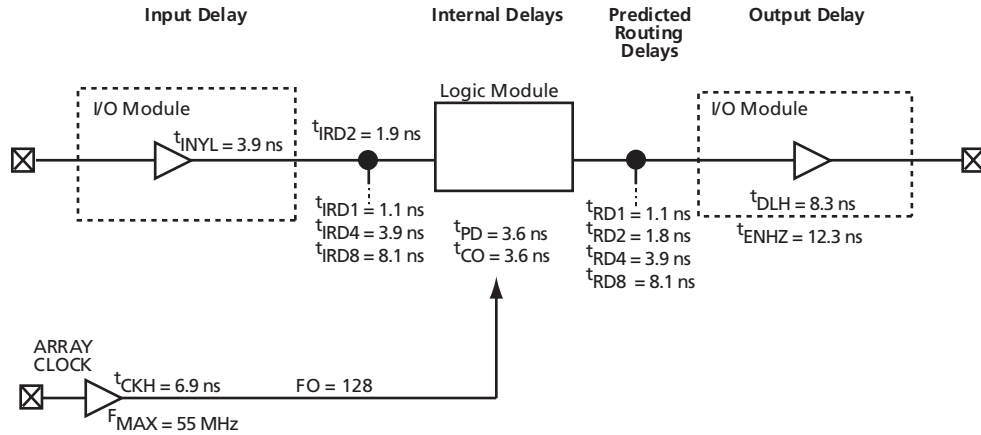 Input Delay
Internal Delays
Predicted
Routing
Delays
Output Delay
I/O Module
tINYL = 3.9 ns
tIRD2 = 1.9 ns
Logic Module
I/O Module
tIRD1 = 1.1 ns
tIRD4 = 3.9 ns
tIRD8 = 8.1 ns
tPD = 3.6 ns
tCO = 3.6 ns
tRD1 = 1.1 ns
tRD2 = 1.8 ns
tRD4 = 3.9 ns
tRD8 = 8.1 ns
tDLH = 8.3 ns
tENHZ = 12.3 ns
ARRAY
CLOCK
tCKH = 6.9 ns
FO = 128
FMAX = 55 MHz